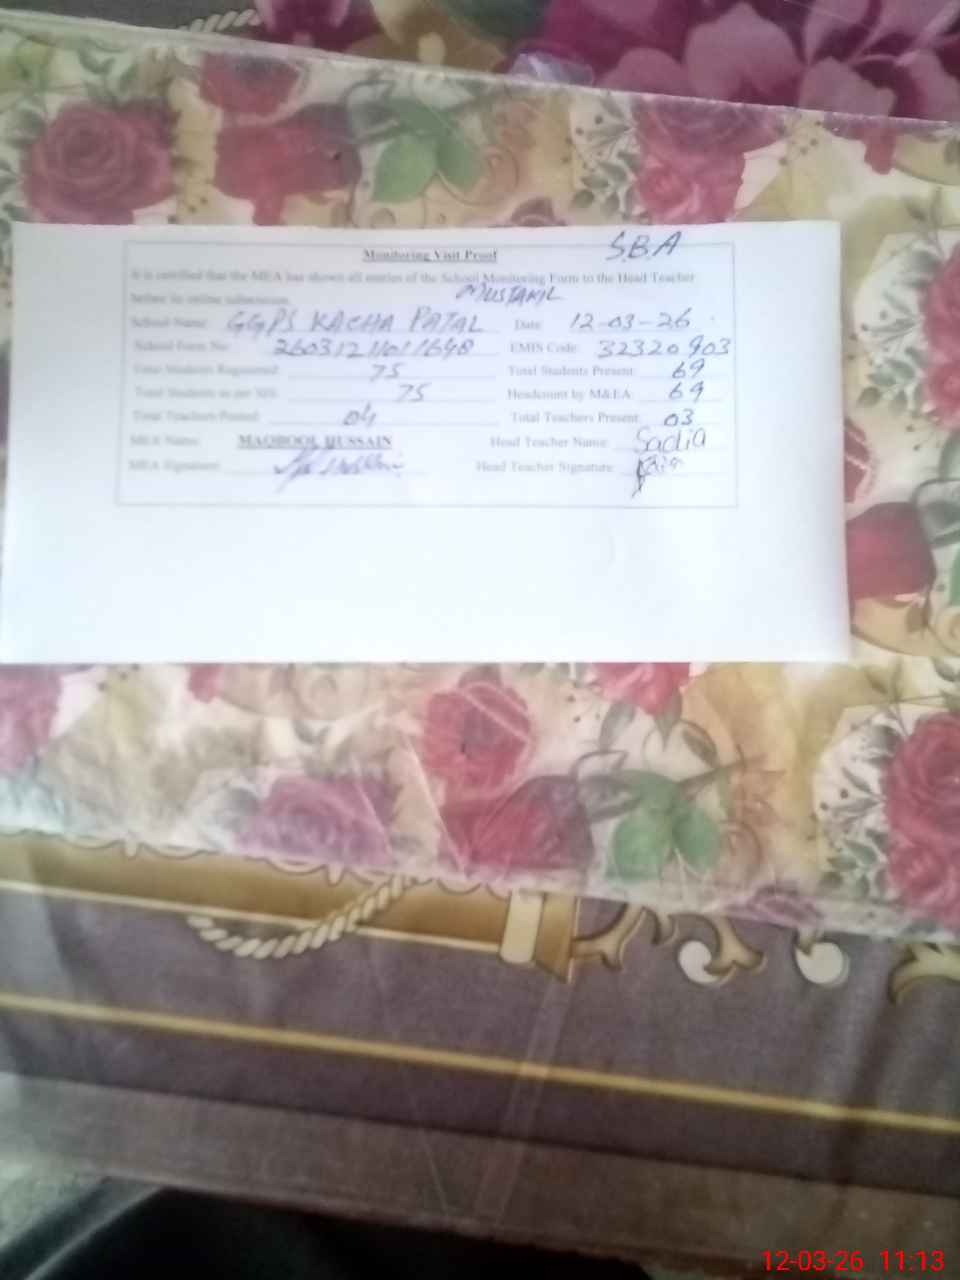 Monitoring Visit Proof S.B.A
It is certified that the MEA has shown all entries of the School Monitoring Form to the Head Teacher
before its online submission.
MUSTAKIL
School Name: GGPS KACHA PATAL Date: 12-03-26
School Form No: EMIS Code: 32320903
Total Students Registered: 75 Total Students Present: 69
Total Students as per SIS: 75 Headcount by M&EA: 69
Total Teachers Posted: 04 Total Teachers Present: 03
MEA Name: MAQBOOL HUSSAIN Head Teacher Name: Sadia
MEA Signature: Head Teacher Signature:
12-03-26 11:13